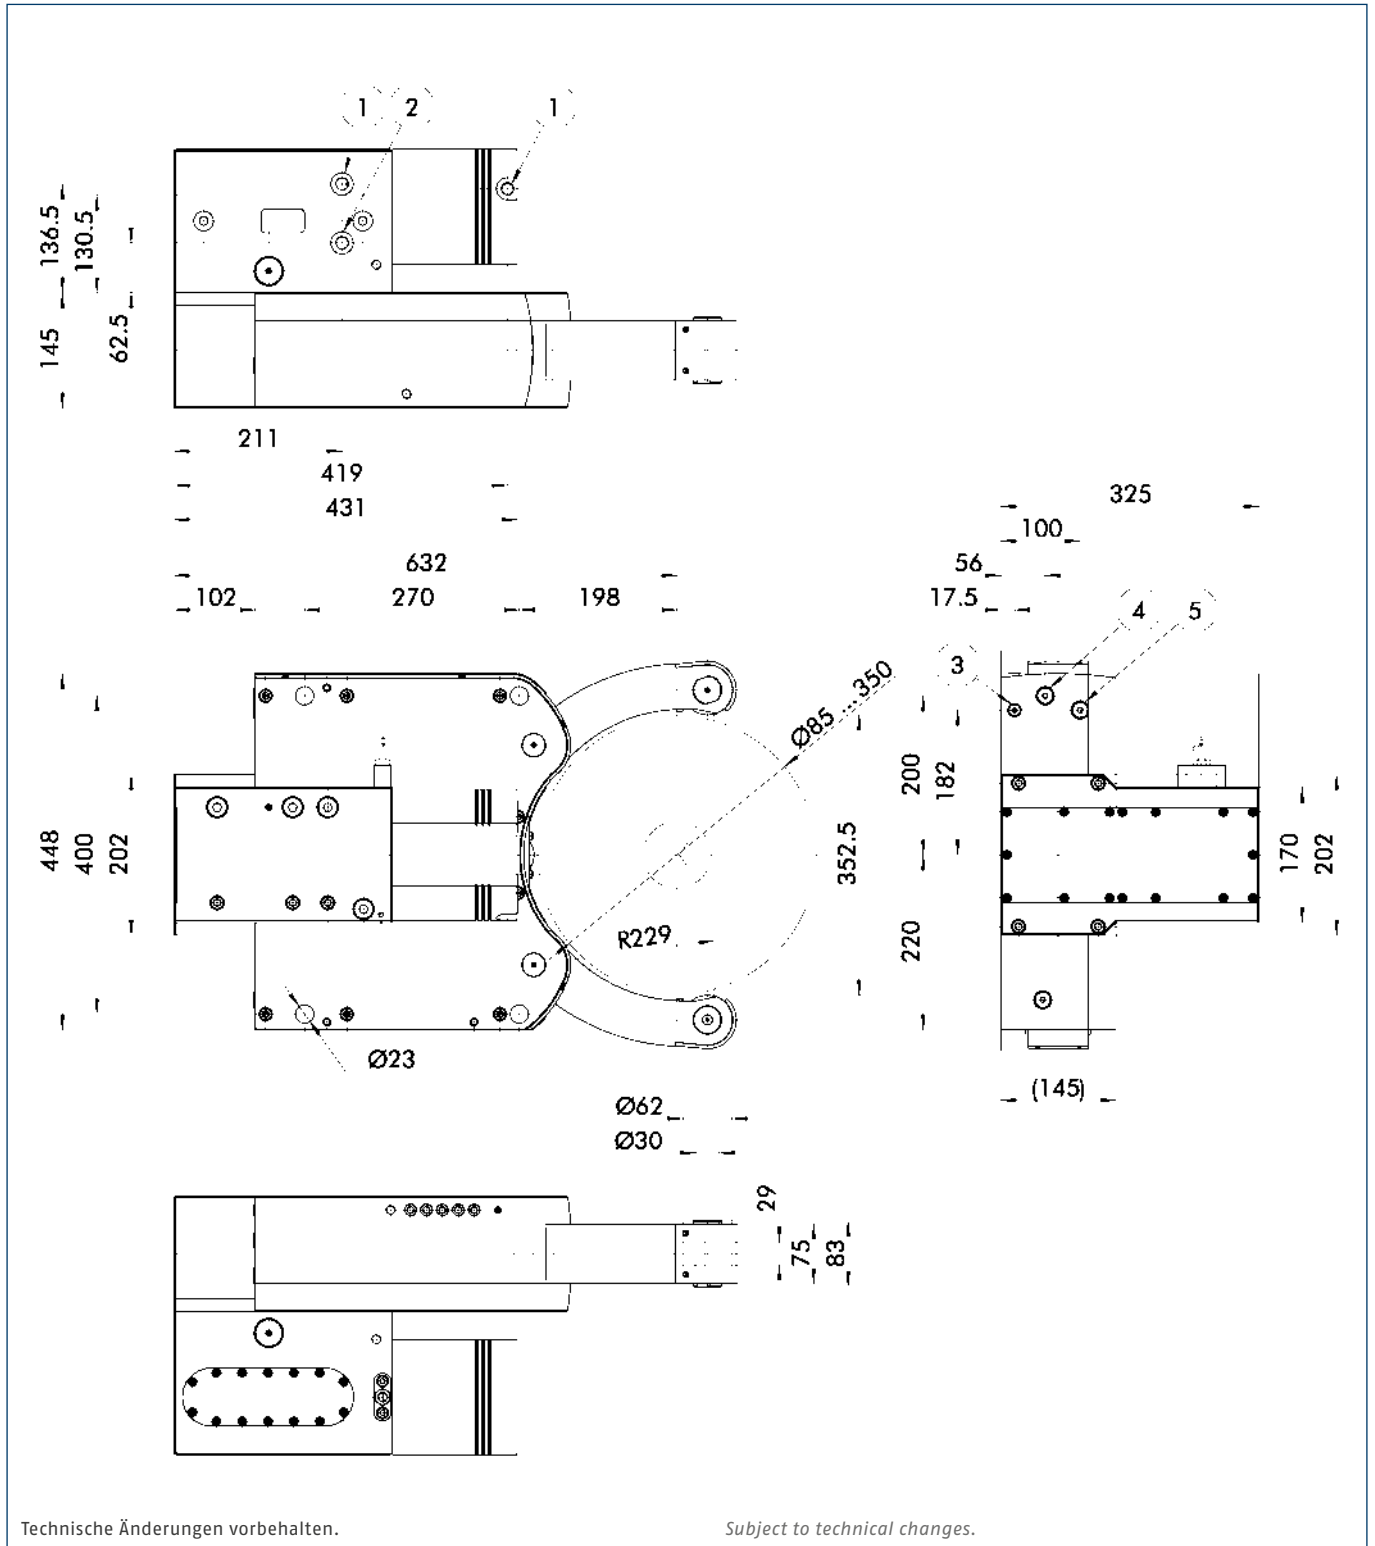 1 2 1
136.5
130.5
145
62.5
211
419
431
632
102 270 198
325
100
56
17.5
3 4 5
Ø85 ...350
448
400
202
352.5
200
182
220
170
202
R229
Ø23
(145)
Ø62
Ø30
29
75
83
Technische Änderungen vorbehalten.
Subject to technical changes.